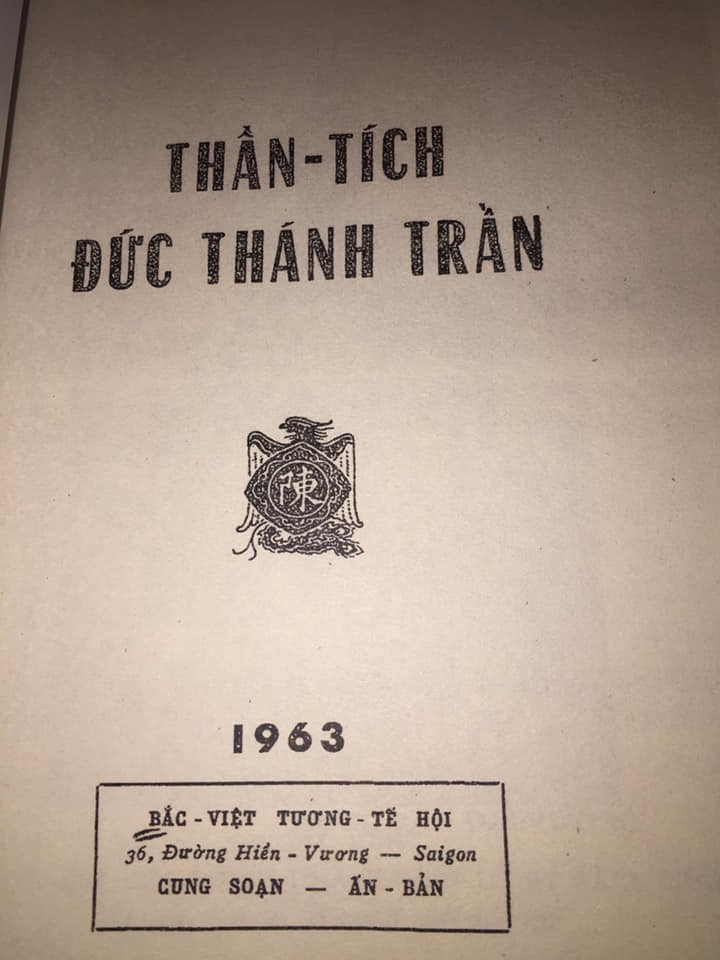 THẦN-TÍCH
ĐỨC THÁNH TRẦN
陳
1963
BẮC - VIỆT TƯƠNG - TẾ HỘI
36, Đường Hiền - Vương — Saigon
CUNG SOẠN — ẤN - BẢN